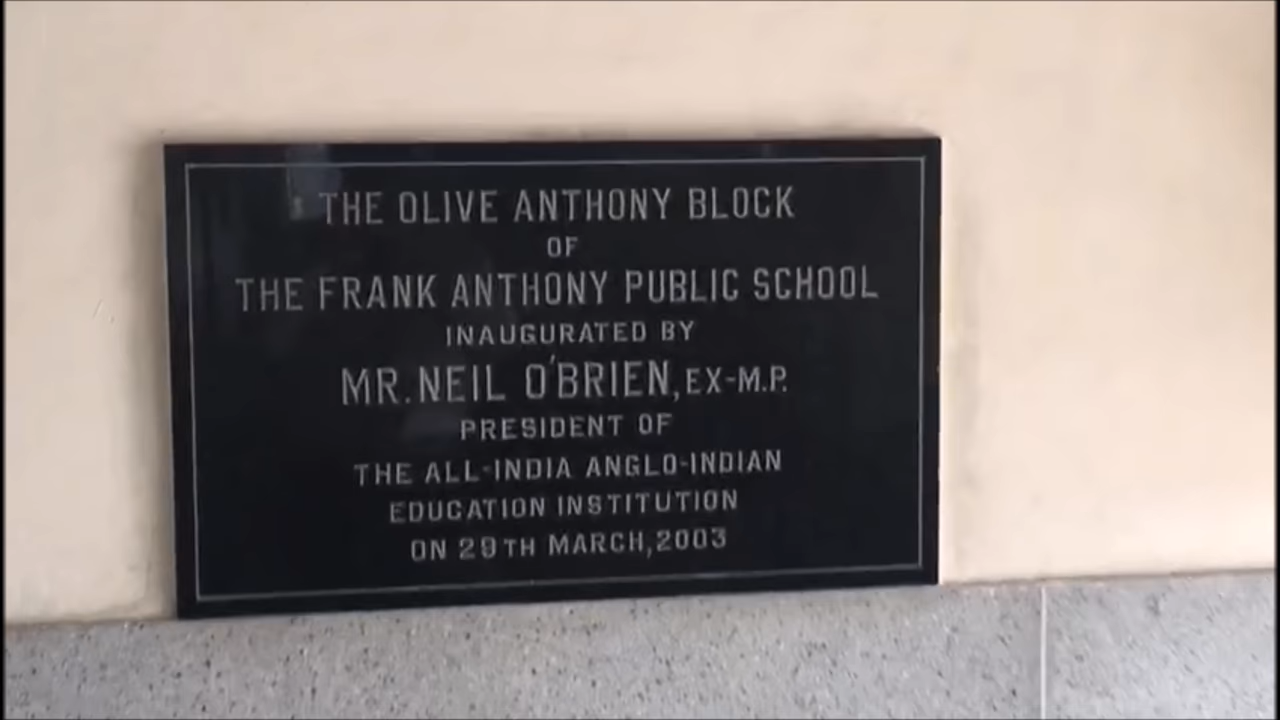 THE OLIVE ANTHONY BLOCK
OF
THE FRANK ANTHONY PUBLIC SCHOOL
INAUGURATED BY
MR. NEIL O'BRIEN, EX-M.P.
PRESIDENT OF
THE ALL-INDIA ANGLO-INDIAN
EDUCATION INSTITUTION
ON 29TH MARCH, 2003